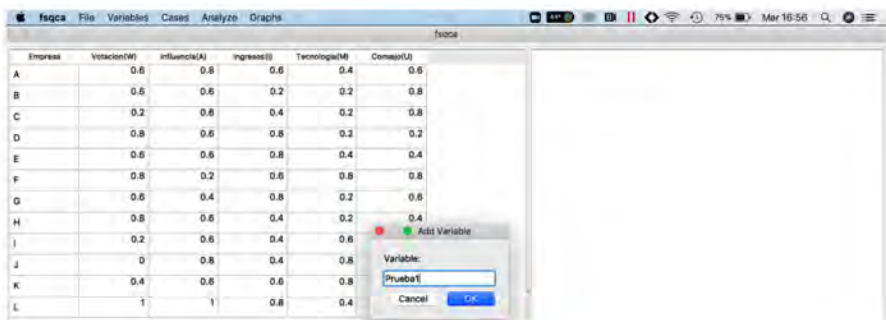 fsqca File Variables Cases Analyze Graphs 75% Mar 16:56
fsqca
Empresa Votacion(W) Influencia(A) Ingresos(I) Tecnologia(M) Consejo(U)
A 0.6 0.8 0.6 0.4 0.6
B 0.6 0.6 0.2 0.2 0.8
C 0.2 0.6 0.4 0.2 0.8
D 0.8 0.6 0.8 0.2 0.2
E 0.6 0.6 0.8 0.4 0.4
F 0.8 0.2 0.6 0.8 0.8
G 0.6 0.4 0.8 0.2 0.6
H 0.8 0.6 0.4 0.2 0.4
I 0.2 0.6 0.4 0.6
J 0 0.8 0.4 0.8
K 0.4 0.6 0.6 0.8
L 1 1 0.8 0.4
Add Variable
Variable:
Prueba1
Cancel OK